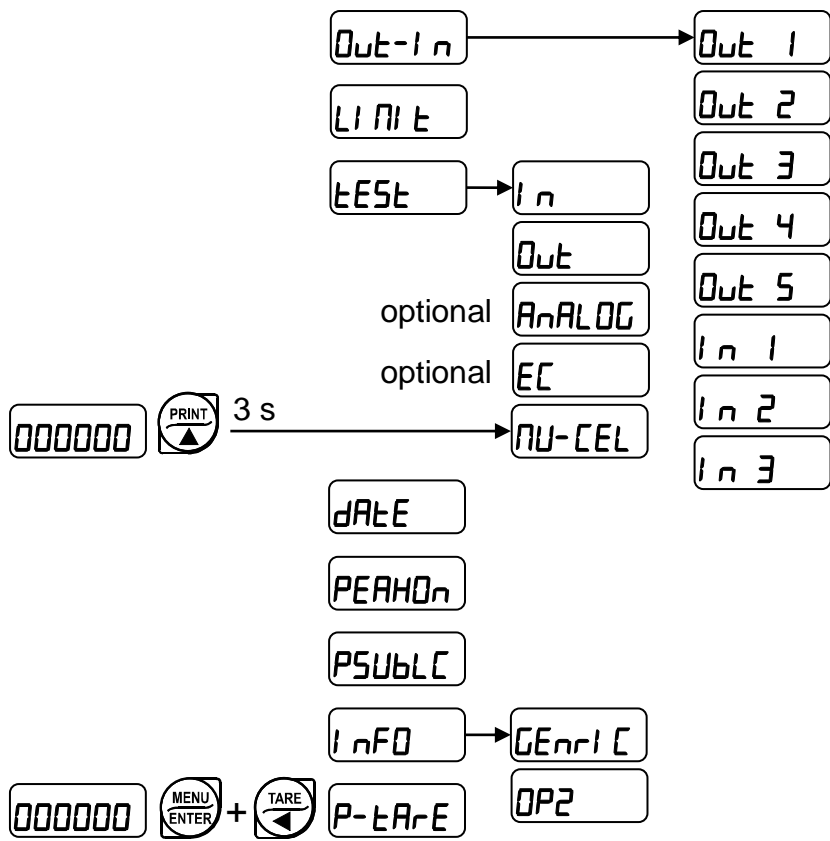 Out-In Out 1
LIMIt Out 2
tESt In Out 3
Out Out 4
optional AnALOG Out 5
optional EC In 1
000000 PRINT 3 s MU-CEL In 2
In 3
dAtE
PEAHOn
PSUbLC
InFO GEnrIC
000000 MENU ENTER + TARE P-tArE OP2